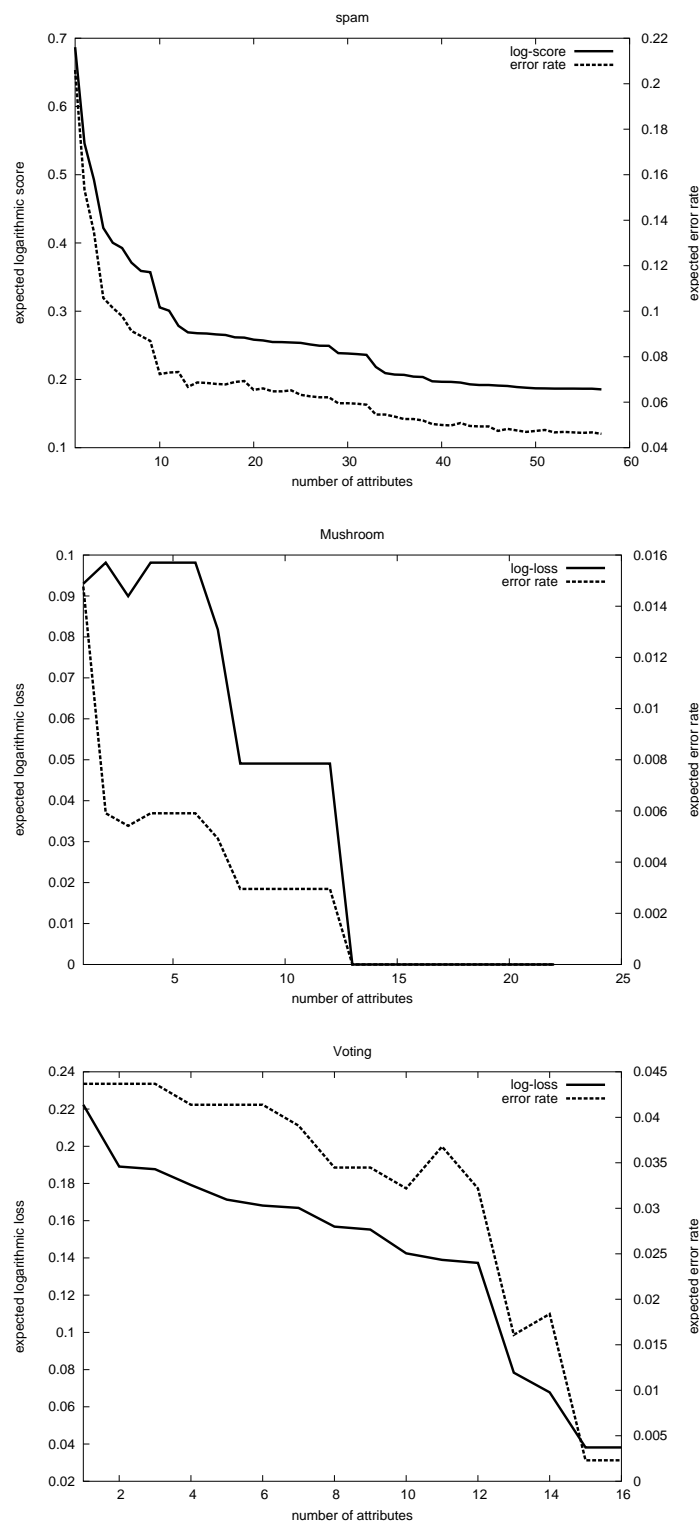 spam
0.7
0.6
0.5
0.4
0.3
0.2
0.1
expected logarithmic score
0.22
0.2
0.18
0.16
0.14
0.12
0.1
0.08
0.06
0.04
expected error rate
log-score
error rate
10 20 30 40 50 60
number of attributes
Mushroom
0.1
0.09
0.08
0.07
0.06
0.05
0.04
0.03
0.02
0.01
0
expected logarithmic loss
0.016
0.014
0.012
0.01
0.008
0.006
0.004
0.002
0
expected error rate
log-loss
error rate
5 10 15 20 25
number of attributes
Voting
0.24
0.22
0.2
0.18
0.16
0.14
0.12
0.1
0.08
0.06
0.04
0.02
expected logarithmic loss
0.045
0.04
0.035
0.03
0.025
0.02
0.015
0.01
0.005
0
expected error rate
log-loss
error rate
2 4 6 8 10 12 14 16
number of attributes